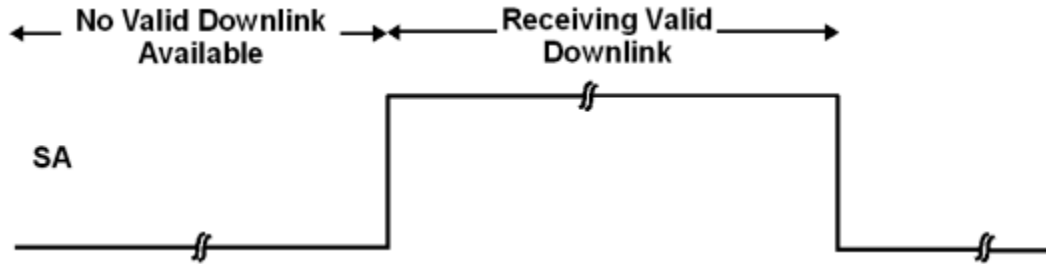 No Valid Downlink
Available
Receiving Valid
Downlink
SA